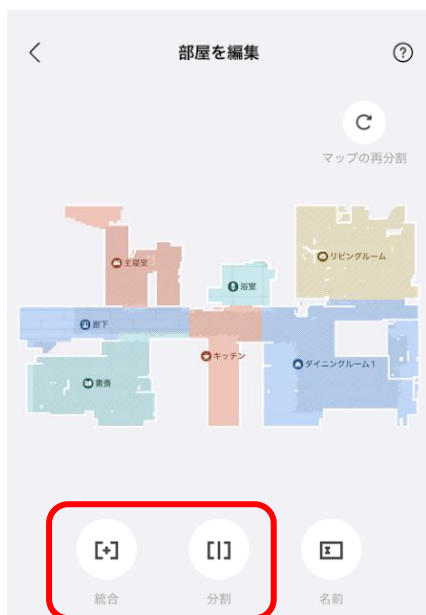 部屋を編集
マップの再分割
主寝室
リビングルーム
浴室
廊下
キッチン
ダイニングルーム1
書斎
統合
分割
名前